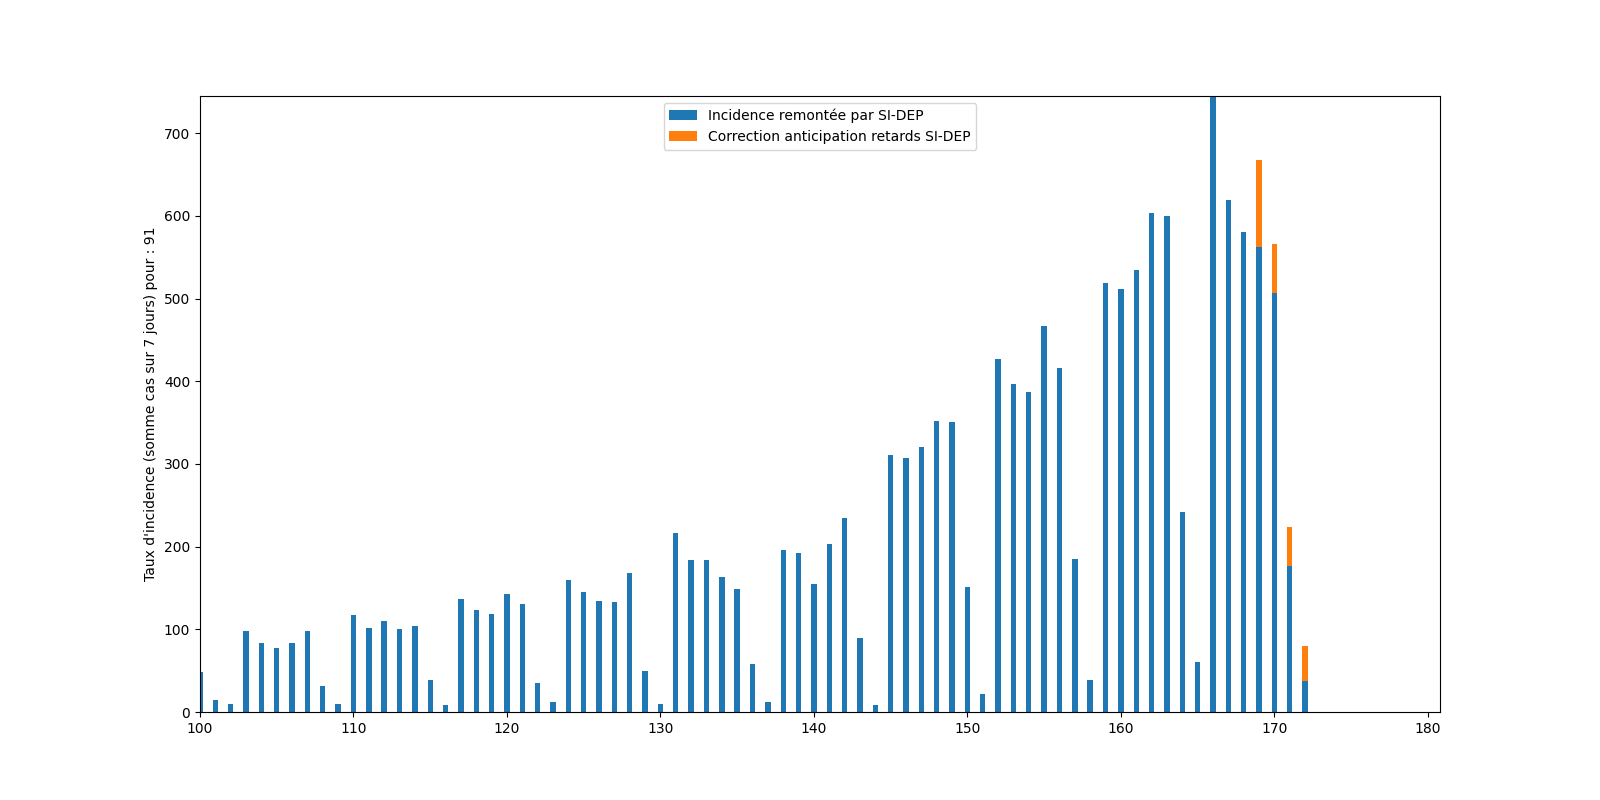 Incidence remontée par SI-DEP
Correction anticipation retards SI-DEP
Taux d'incidence (somme cas sur 7 jours) pour : 91
700
600
500
400
300
200
100
0
100 110 120 130 140 150 160 170 180